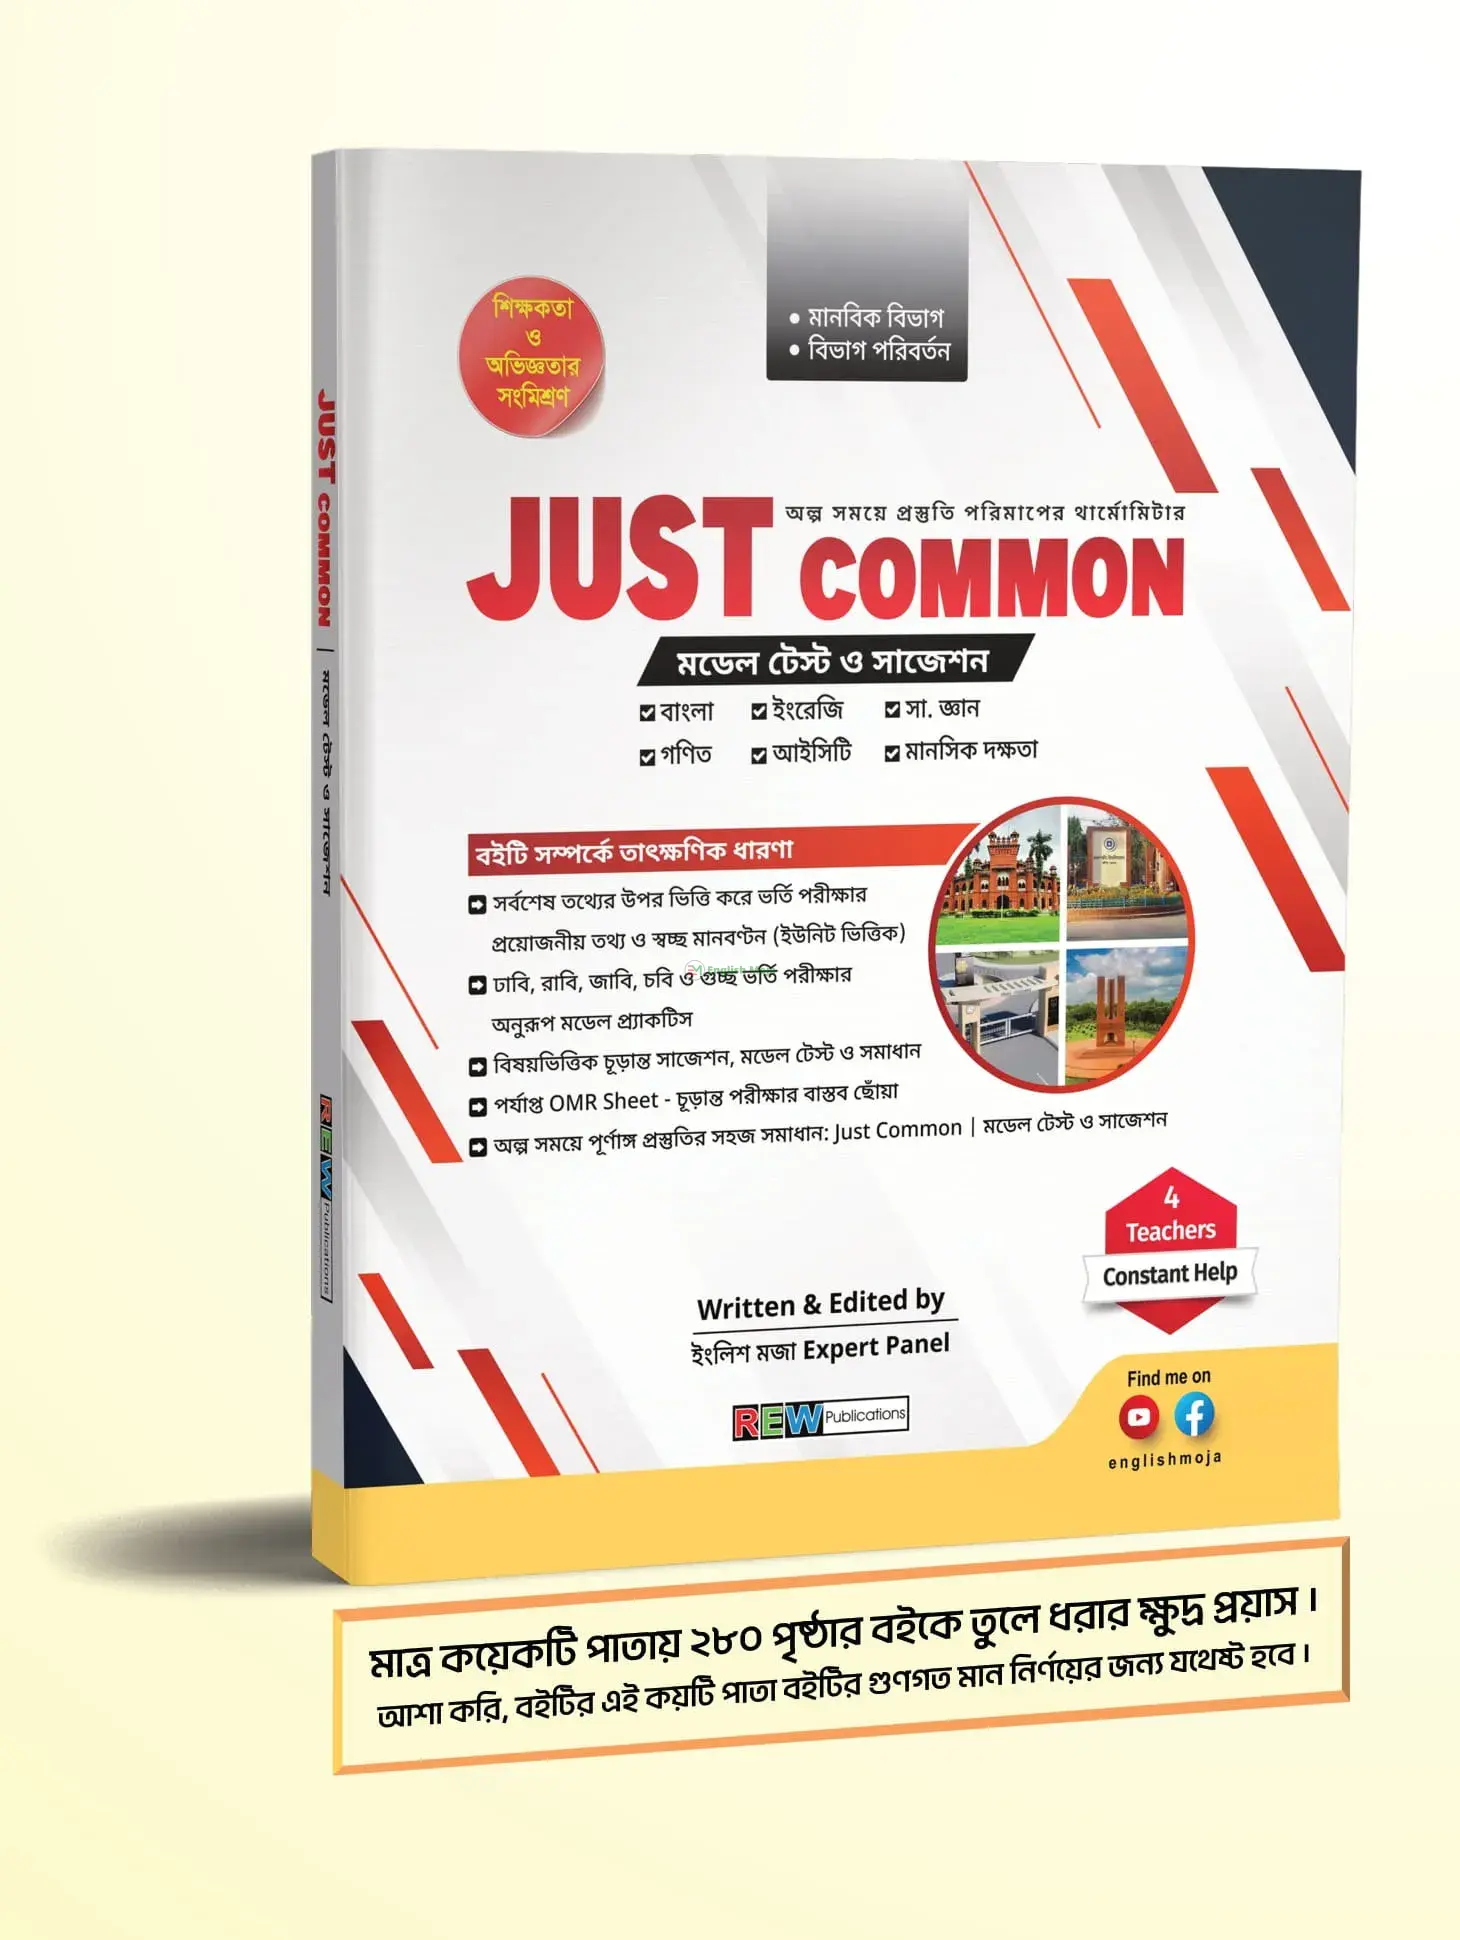 শিক্ষকতা
ও
অভিজ্ঞতার
সংমিশ্রণ
• মানবিক বিভাগ
• বিভাগ পরিবর্তন
অল্প সময়ে প্রস্তুতি পরিমাপের থার্মোমিটার
JUST COMMON
মডেল টেস্ট ও সাজেশন
বাংলা ইংরেজি সা. জ্ঞান
গণিত আইসিটি মানসিক দক্ষতা
বইটি সম্পর্কে তাৎক্ষণিক ধারণা
সর্বশেষ তথ্যের উপর ভিত্তি করে ভর্তি পরীক্ষার
প্রয়োজনীয় তথ্য ও স্বচ্ছ মানবণ্টন (ইউনিট ভিত্তিক)
English Moja
ঢাবি, রাবি, জাবি, চবি ও গুচ্ছ ভর্তি পরীক্ষার
অনুরূপ মডেল প্র্যাকটিস
বিষয়ভিত্তিক চূড়ান্ত সাজেশন, মডেল টেস্ট ও সমাধান
পর্যাপ্ত OMR Sheet - চূড়ান্ত পরীক্ষার বাস্তব ছোঁয়া
অল্প সময়ে পূর্ণাঙ্গ প্রস্তুতির সহজ সমাধান: Just Common | মডেল টেস্ট ও সাজেশন
4
Teachers
Constant Help
Written & Edited by
ইংলিশ মজা Expert Panel
REW Publications
Find me on
englishmoja
JUST COMMON | মডেল টেস্ট ও সাজেশন
REW Publications
মাত্র কয়েকটি পাতায় ২৮০ পৃষ্ঠার বইকে তুলে ধরার ক্ষুদ্র প্রয়াস।
আশা করি, বইটির এই কয়টি পাতা বইটির গুণগত মান নির্ণয়ের জন্য যথেষ্ট হবে।